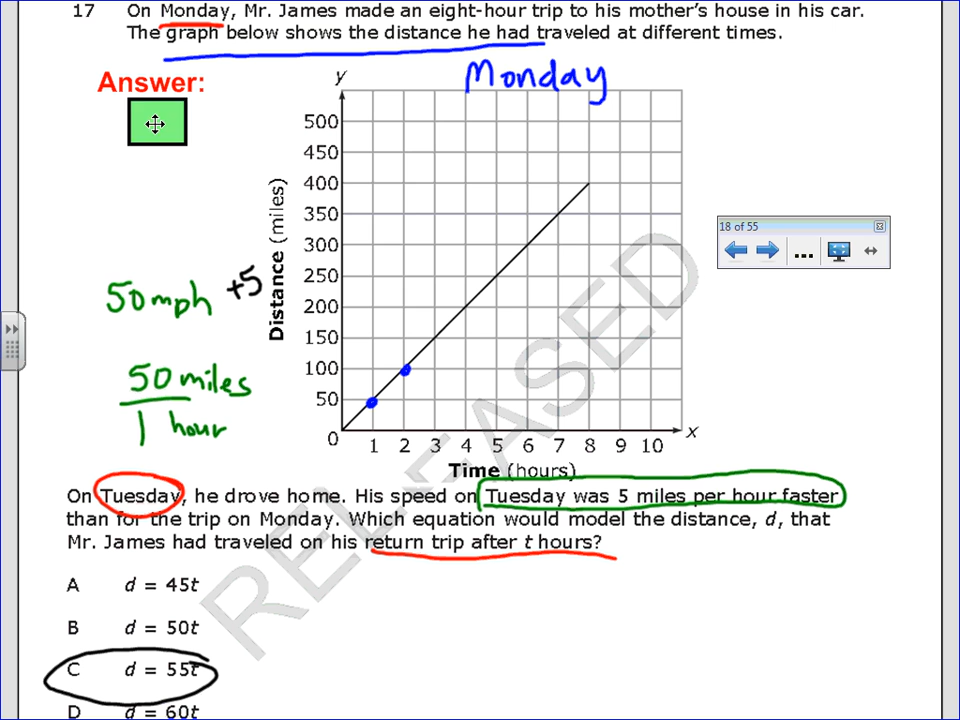 17 On Monday, Mr. James made an eight-hour trip to his mother's house in his car.
The graph below shows the distance he had traveled at different times.
Answer:
y
Monday
500
450
400
350
300
250
200
150
100
50
0
1 2 3 4 5 6 7 8 9 10
x
Distance (miles)
Time (hours)
18 of 55
...
50mph +5
50 miles
1 hour
RELEASED
On Tuesday, he drove home. His speed on Tuesday was 5 miles per hour faster
than for the trip on Monday. Which equation would model the distance, d, that
Mr. James had traveled on his return trip after t hours?
A d = 45t
B d = 50t
C d = 55t
D d = 60t